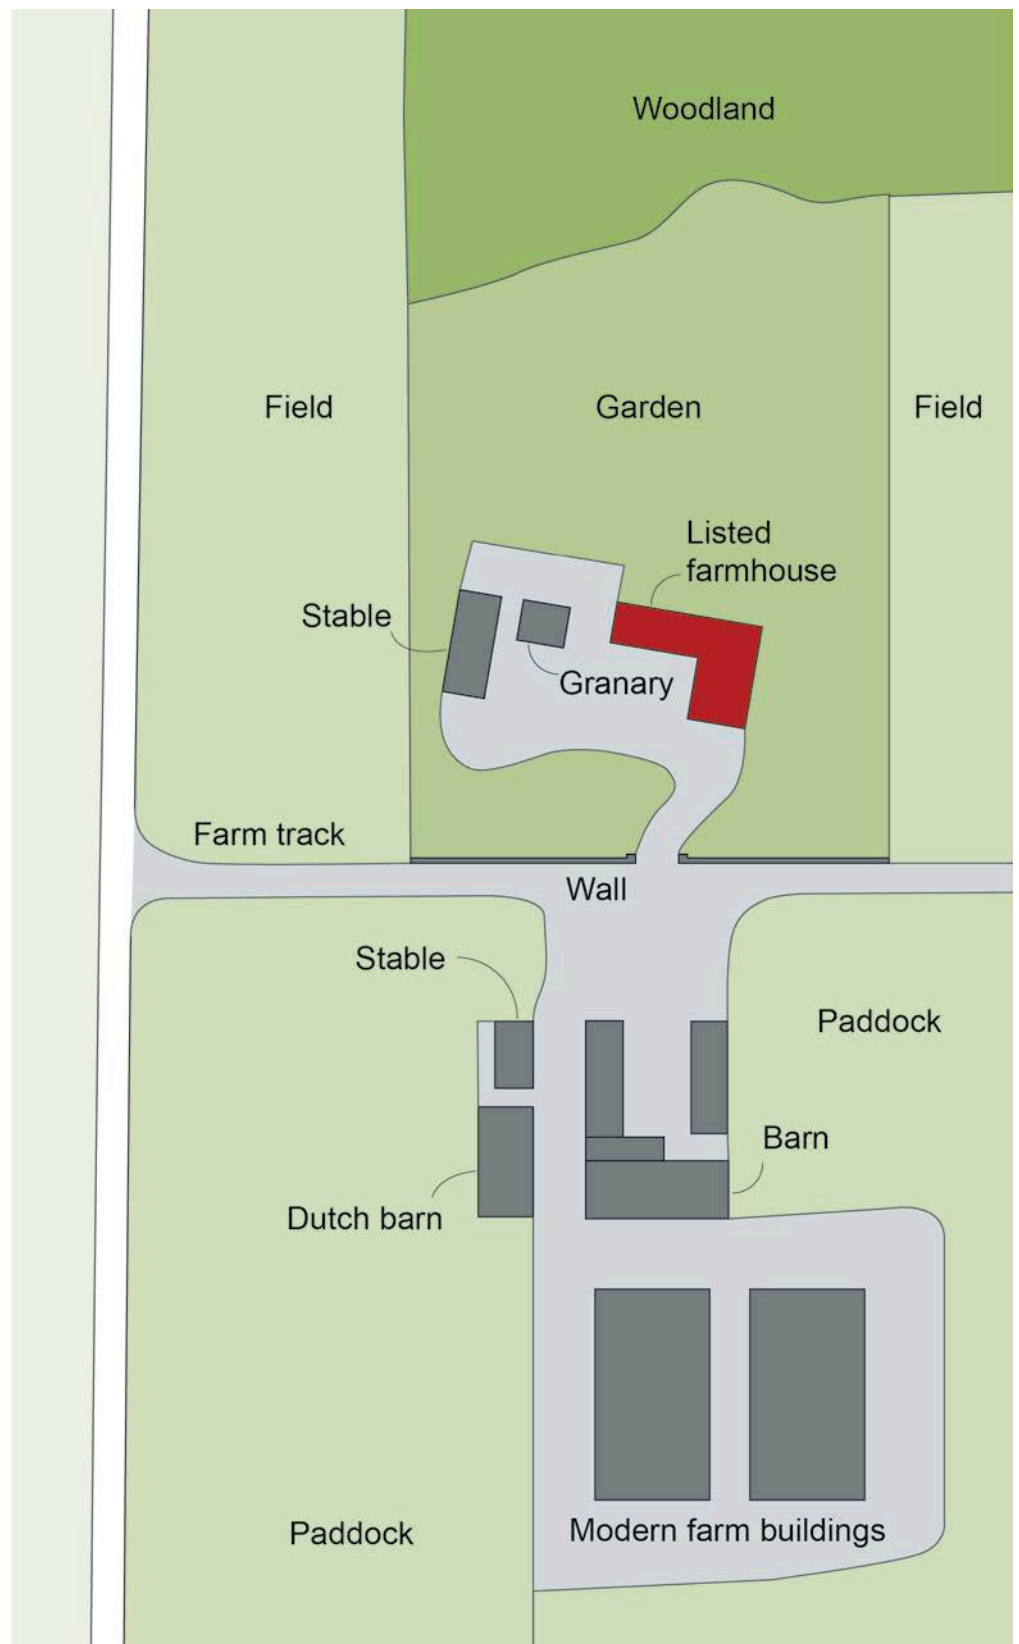 Woodland
Field
Garden
Field
Listed
farmhouse
Stable
Granary
Farm track
Wall
Stable
Paddock
Barn
Dutch barn
Modern farm buildings
Paddock